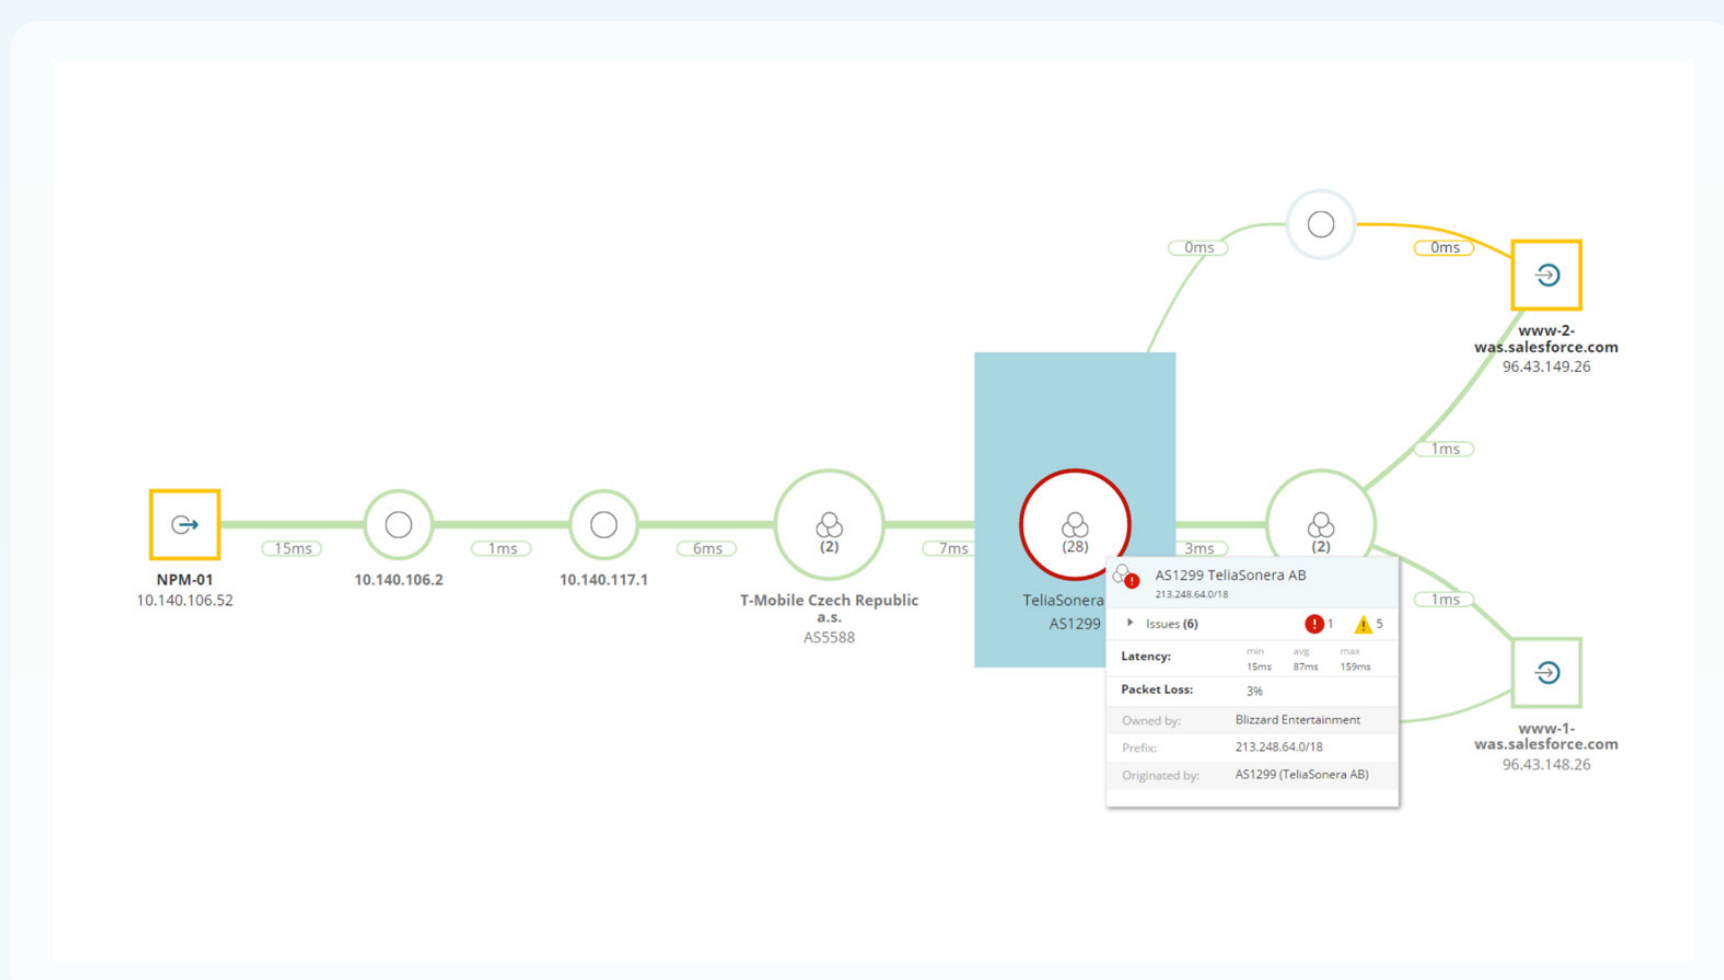 0ms
0ms
www-2-
was.salesforce.com
96.43.149.26
1ms
15ms
1ms
6ms
7ms
3ms
(2)
(28)
(2)
NPM-01
10.140.106.52
10.140.106.2
10.140.117.1
T-Mobile Czech Republic
a.s.
AS5588
TeliaSonera
AS1299
AS1299 TeliaSonera AB
213.248.64.0/18
Issues (6)
! 1
! 5
Latency:
min avg max
15ms 87ms 159ms
Packet Loss: 3%
Owned by: Blizzard Entertainment
Prefix: 213.248.64.0/18
Originated by: AS1299 (TeliaSonera AB)
1ms
www-1-
was.salesforce.com
96.43.148.26